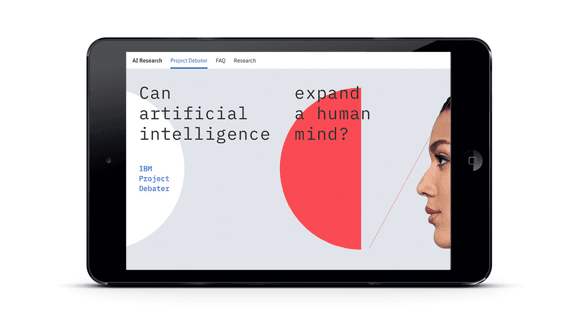 AI Research Project Debater FAQ Research
Can
artificial
intelligence
expand
a human
mind?
IBM
Project
Debater